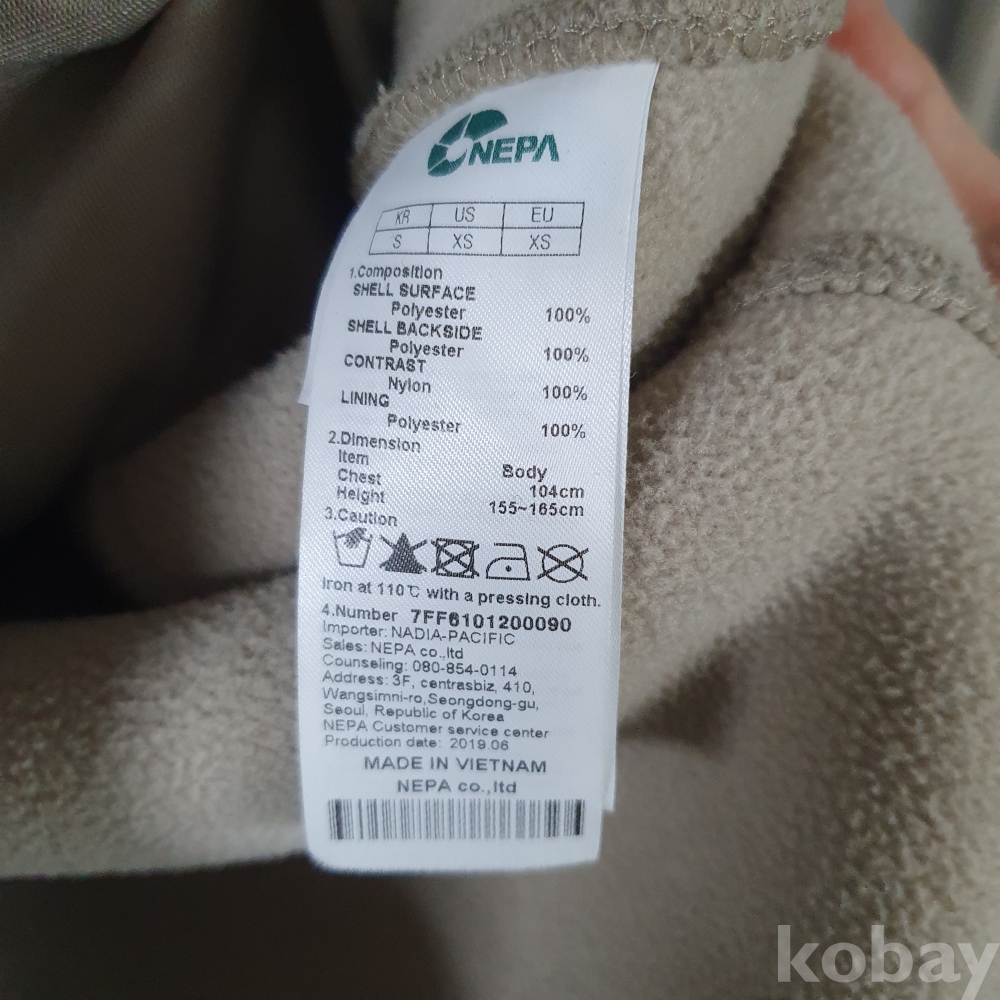 NEPA
KR US EU
S XS XS
1.Composition
SHELL SURFACE
Polyester 100%
SHELL BACKSIDE
Polyester 100%
CONTRAST
Nylon 100%
LINING
Polyester 100%
2.Dimension
Item Body
Chest 104cm
Height 155~165cm
3.Caution
Iron at 110℃ with a pressing cloth.
4.Number 7FF6101200090
Importer: NADIA-PACIFIC
Sales: NEPA co.,ltd
Counseling: 080-854-0114
Address: 3F, centrasbiz, 410,
Wangsimni-ro,Seongdong-gu,
Seoul, Republic of Korea
NEPA Customer service center
Production date: 2019.06
MADE IN VIETNAM
NEPA co.,ltd
kobay